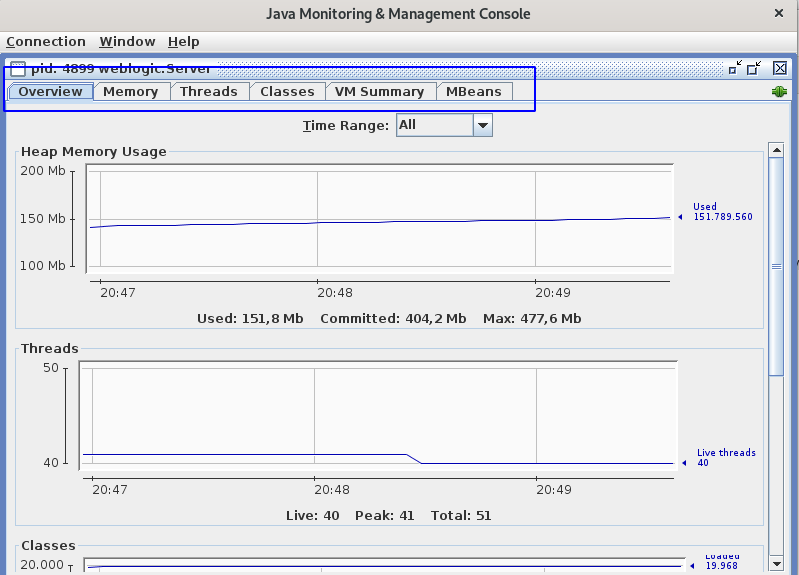 Java Monitoring & Management Console
Connection Window Help
pid: 4899 weblogic.Server
Overview Memory Threads Classes VM Summary MBeans
Time Range: All
Heap Memory Usage
200 Mb
150 Mb
100 Mb
Used
151.789.560
20:47 20:48 20:49
Used: 151,8 Mb Committed: 404,2 Mb Max: 477,6 Mb
Threads
50
40
Live threads
40
20:47 20:48 20:49
Live: 40 Peak: 41 Total: 51
Classes
20.000
Loaded
19.968